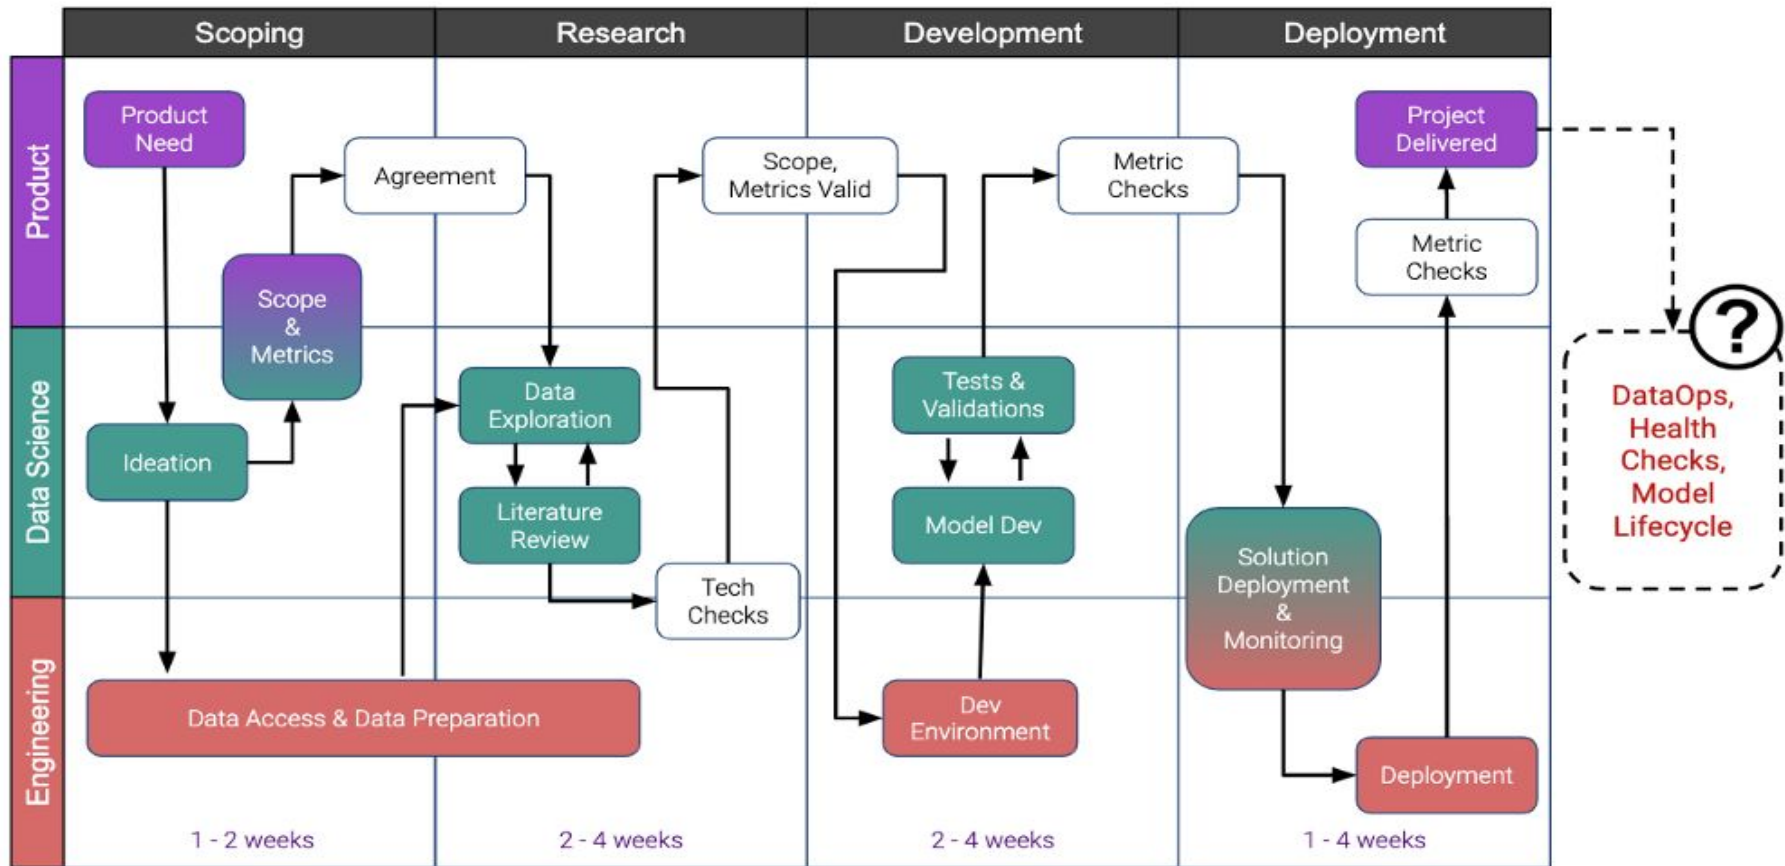 Scoping
Research
Development
Deployment
Product
Data Science
Engineering
Product
Need
Agreement
Scope
&
Metrics
Ideation
Data Access & Data Preparation
Data
Exploration
Literature
Review
Tech
Checks
Scope,
Metrics Valid
Dev
Environment
Model Dev
Tests &
Validations
Metric
Checks
Solution
Deployment
&
Monitoring
Deployment
Metric
Checks
Project
Delivered
?
DataOps,
Health
Checks,
Model
Lifecycle
1 - 2 weeks
2 - 4 weeks
2 - 4 weeks
1 - 4 weeks